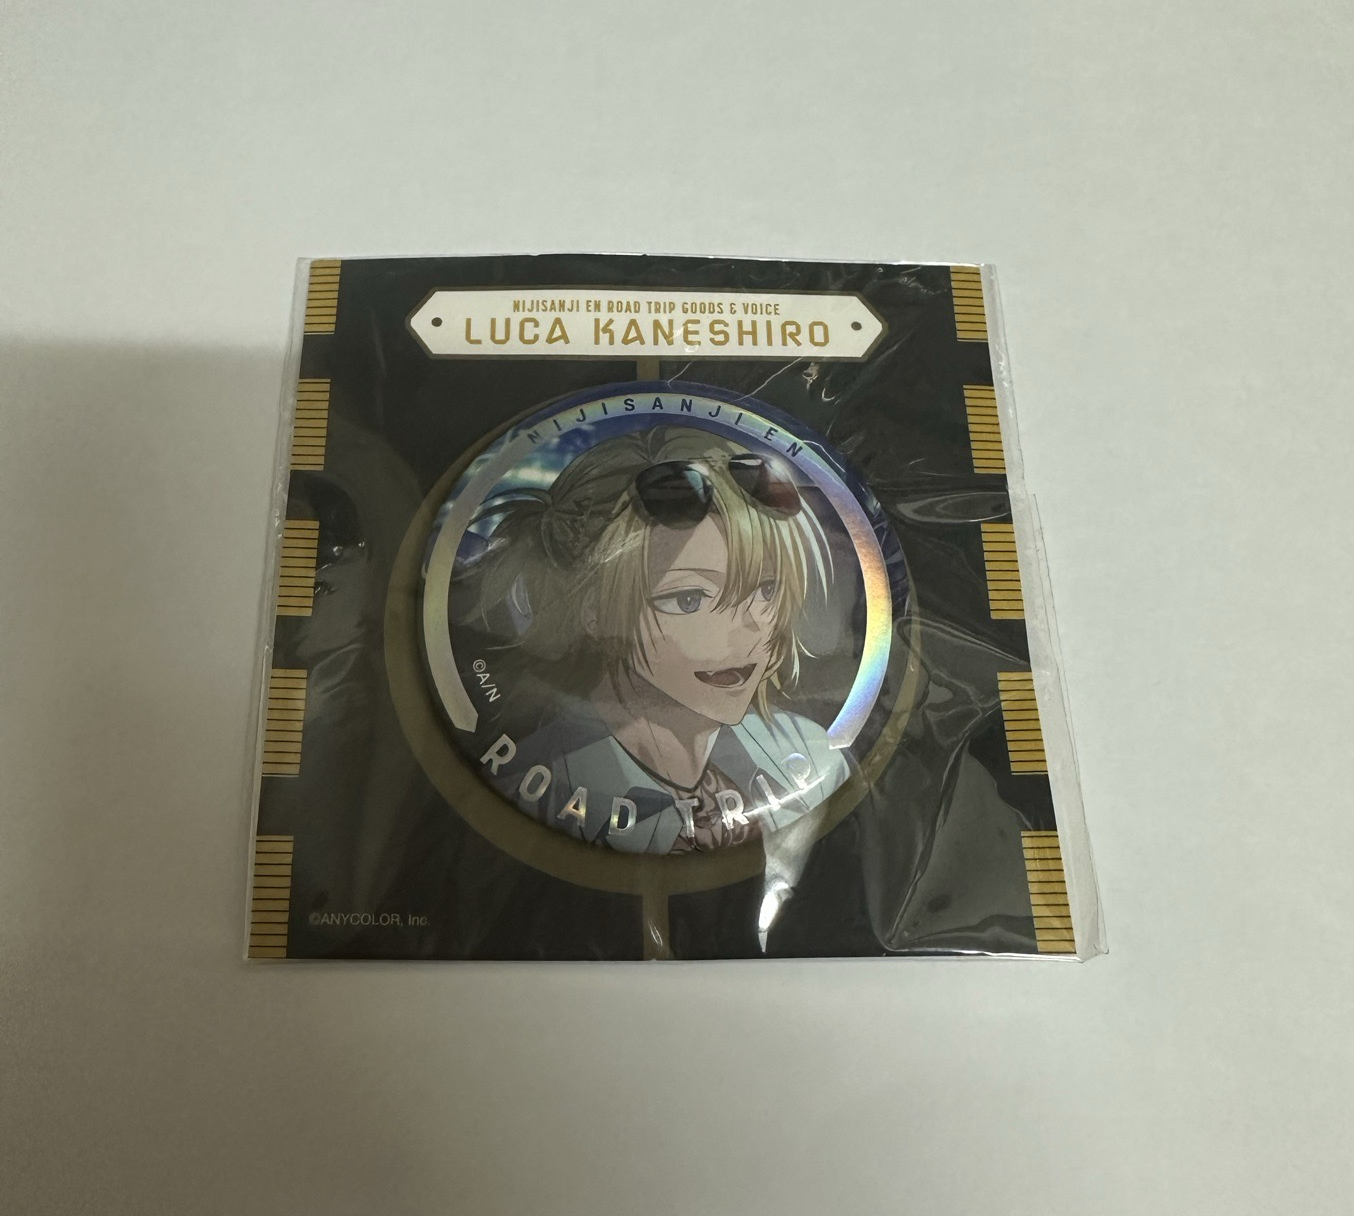 NIJISANJI EN ROAD TRIP GOODS & VOICE
LUCA KANESHIRO
NIJISANJI EN
©A/N
ROAD TRIP
©ANYCOLOR, Inc.